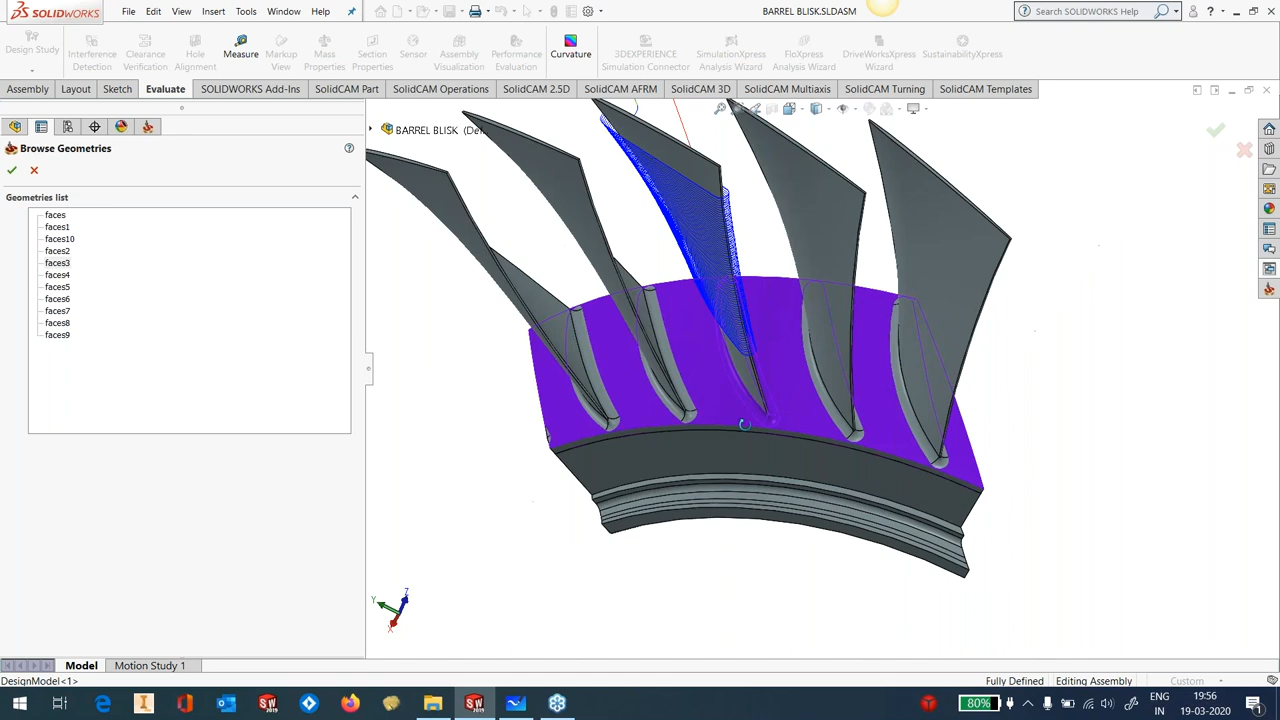 SOLIDWORKS
File Edit View Insert Tools Window Help
BARREL BLISK.SLDASM
Search SOLIDWORKS Help
Design Study
Interference Detection
Clearance Verification
Hole Alignment
Measure
Markup View
Mass Properties
Section Properties
Sensor
Assembly Visualization
Performance Evaluation
Curvature
3DEXPERIENCE Simulation Connector
SimulationXpress Analysis Wizard
FloXpress Analysis Wizard
DriveWorksXpress Wizard
SustainabilityXpress
Assembly Layout Sketch Evaluate SOLIDWORKS Add-Ins SolidCAM Part SolidCAM Operations SolidCAM 2.5D SolidCAM AFRM SolidCAM 3D SolidCAM Multiaxis SolidCAM Turning SolidCAM Templates
BARREL BLISK (Def...
Browse Geometries
Geometries list
faces
faces1
faces10
faces2
faces3
faces4
faces5
faces6
faces7
faces8
faces9
Z
Y
X
Model Motion Study 1
DesignModel<1>
Fully Defined Editing Assembly Custom
80%
ENG
IN
19:56
19-03-2020